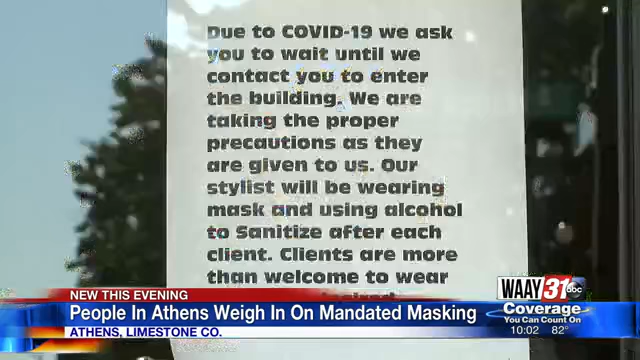 Due to COVID-19 we ask
you to wait until we
contact you to enter
the building. We are
taking the proper
precautions as they
are given to us. Our
stylist will be wearing
mask and using alcohol
to Sanitize after each
client. Clients are more
than welcome to wear
NEW THIS EVENING
People In Athens Weigh In On Mandated Masking
ATHENS, LIMESTONE CO.
WAAY 31 abc
Coverage
You Can Count On
10:02 82°